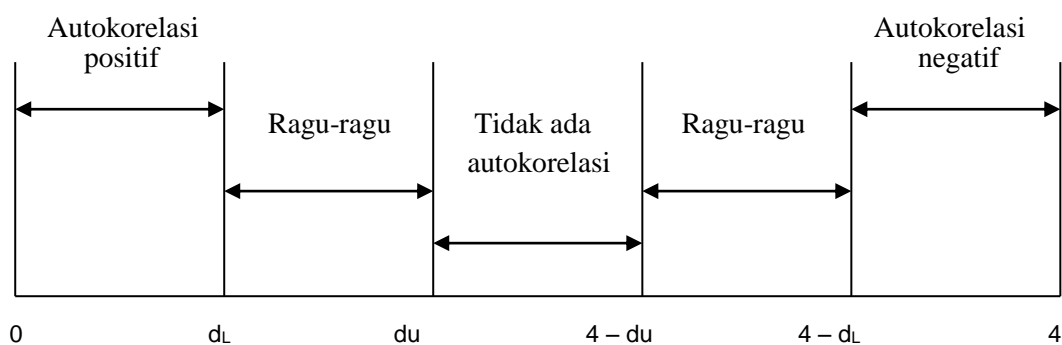 Autokorelasi
positif
Autokorelasi
negatif
Ragu-ragu
Tidak ada
autokorelasi
Ragu-ragu
0 dL du 4 – du 4 – dL 4